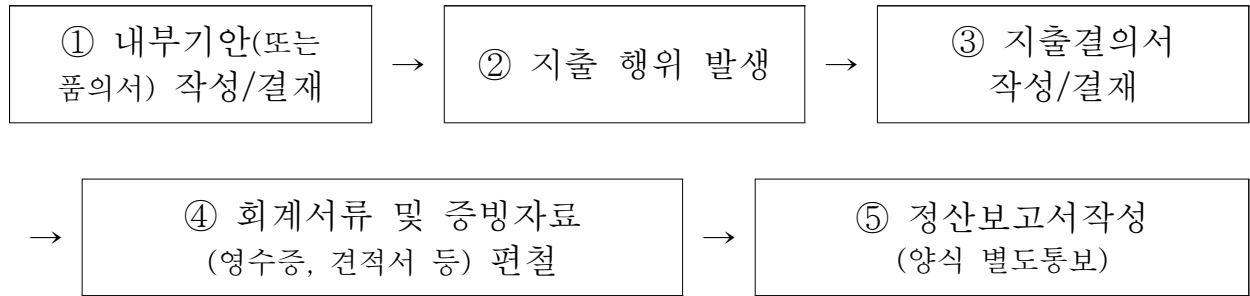 ① 내부기안(또는
품의서) 작성/결재
→
② 지출 행위 발생
→
③ 지출결의서
작성/결재
→
④ 회계서류 및 증빙자료
(영수증, 견적서 등) 편철
→
⑤ 정산보고서작성
(양식 별도통보)